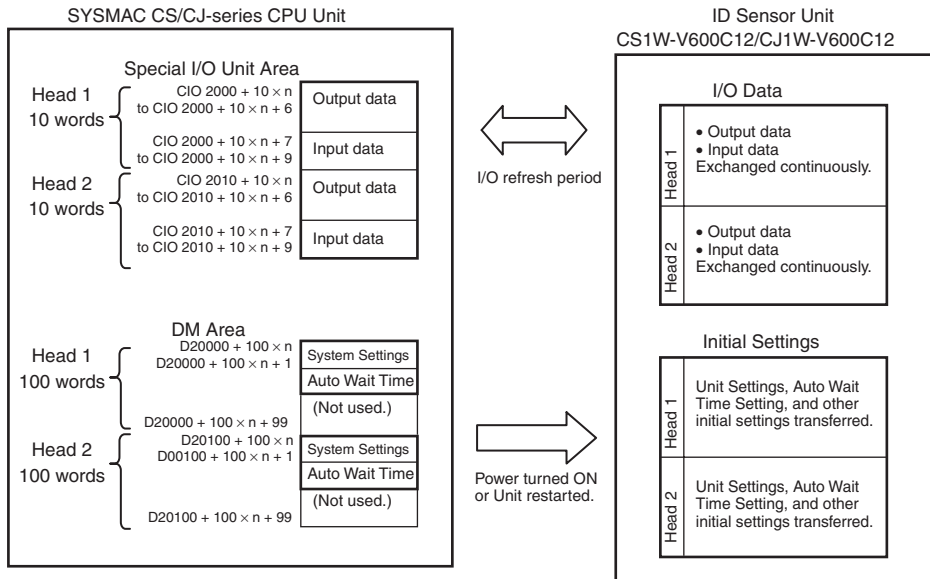 SYSMAC CS/CJ-series CPU Unit
Special I/O Unit Area
Head 1
10 words
CIO 2000 + 10 × n
to CIO 2000 + 10 × n + 6
Output data
CIO 2000 + 10 × n + 7
to CIO 2000 + 10 × n + 9
Input data
Head 2
10 words
CIO 2010 + 10 × n
to CIO 2010 + 10 × n + 6
Output data
CIO 2010 + 10 × n + 7
to CIO 2010 + 10 × n + 9
Input data
DM Area
Head 1
100 words
D20000 + 100 × n
D20000 + 100 × n + 1
System Settings
Auto Wait Time
(Not used.)
D20000 + 100 × n + 99
Head 2
100 words
D20100 + 100 × n
D00100 + 100 × n + 1
System Settings
Auto Wait Time
(Not used.)
D20100 + 100 × n + 99
I/O refresh period
Power turned ON
or Unit restarted.
ID Sensor Unit
CS1W-V600C12/CJ1W-V600C12
I/O Data
Head 1
• Output data
• Input data
Exchanged continuously.
Head 2
• Output data
• Input data
Exchanged continuously.
Initial Settings
Head 1
Unit Settings, Auto Wait
Time Setting, and other
initial settings transferred.
Head 2
Unit Settings, Auto Wait
Time Setting, and other
initial settings transferred.